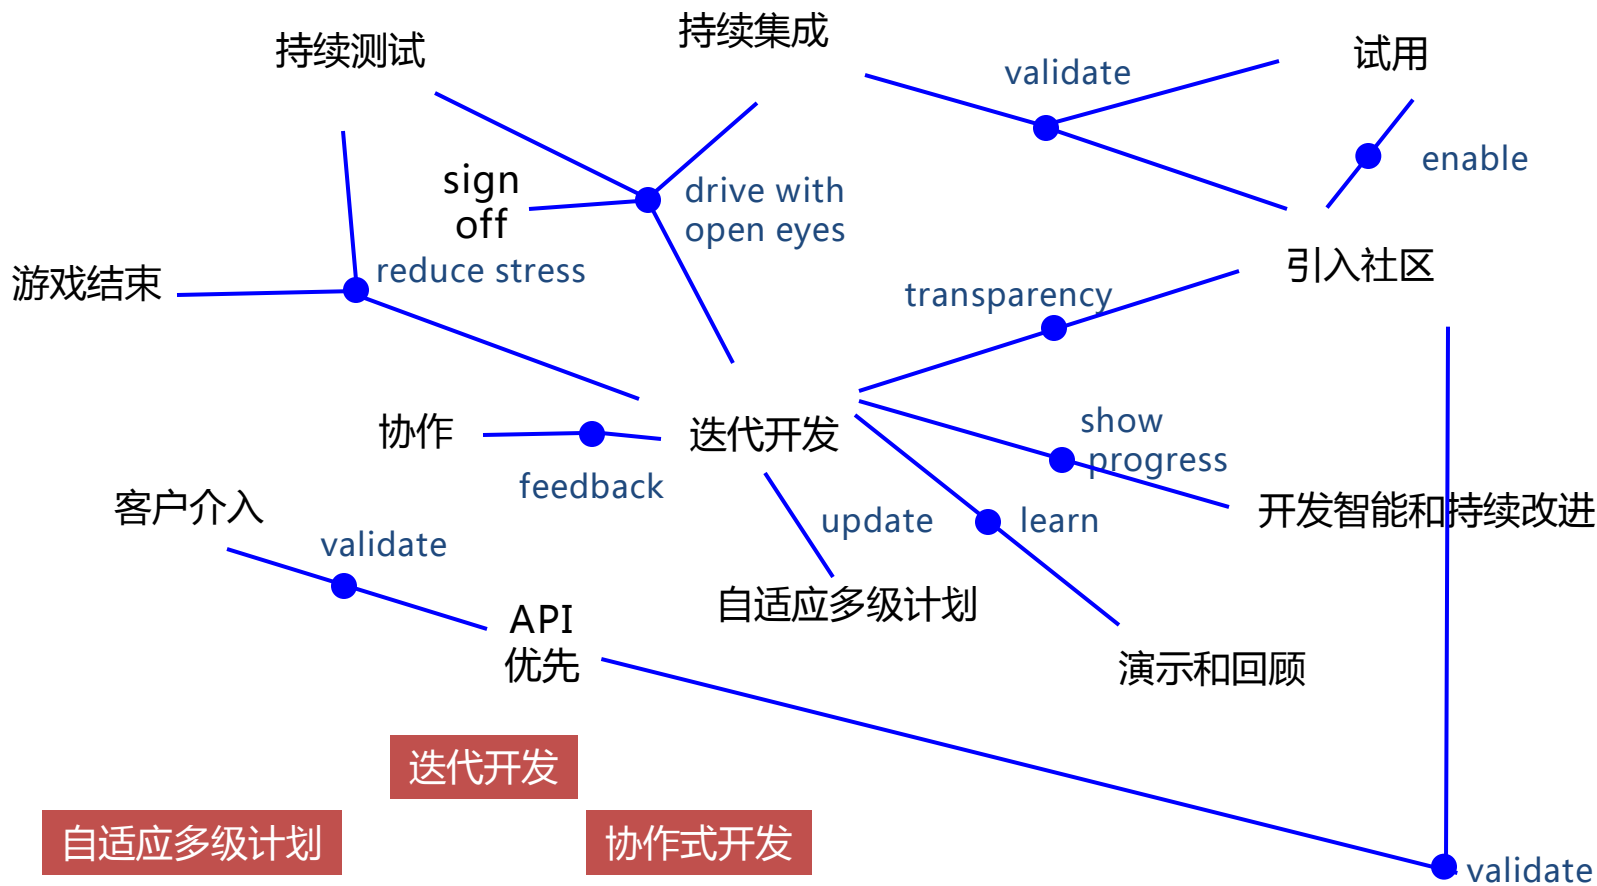 持续集成
持续测试
试用
validate
enable
sign
off
drive with
open eyes
引入社区
游戏结束
reduce stress
transparency
协作
迭代开发
show
progress
feedback
客户介入
开发智能和持续改进
update
learn
validate
自适应多级计划
API
优先
演示和回顾
迭代开发
自适应多级计划
协作式开发
validate